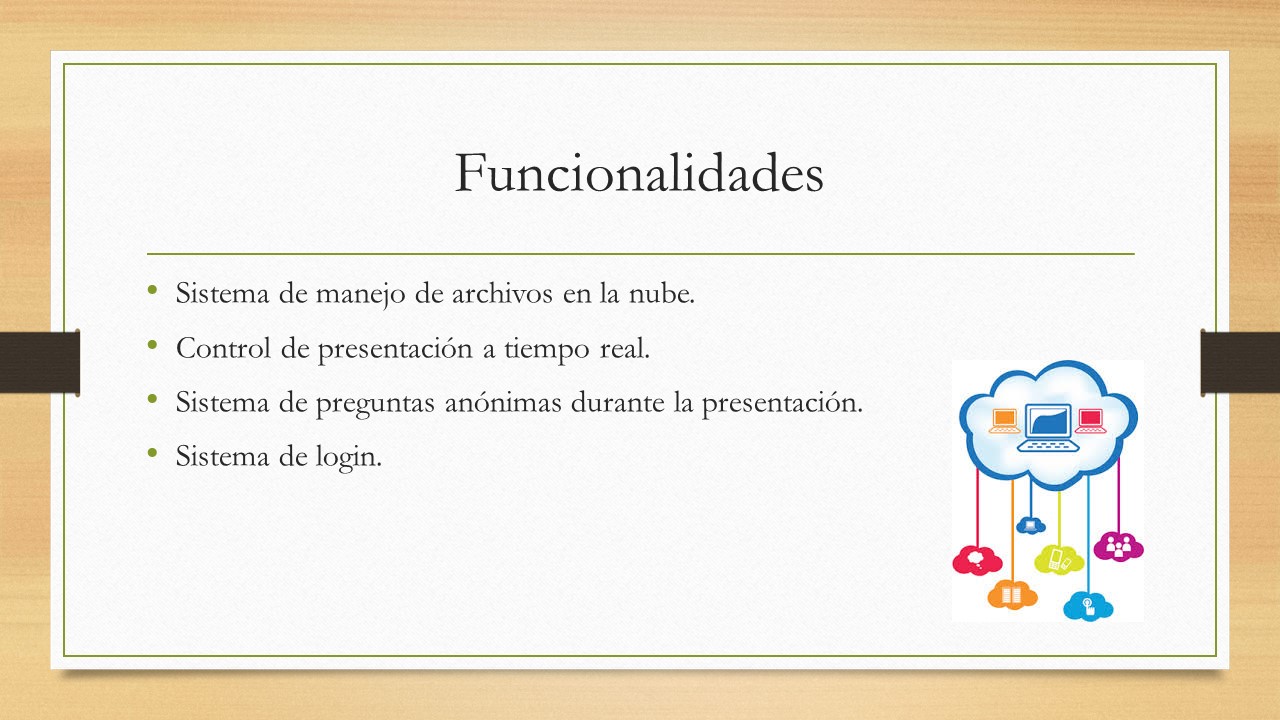 Funcionalidades
• Sistema de manejo de archivos en la nube.
• Control de presentación a tiempo real.
• Sistema de preguntas anónimas durante la presentación.
• Sistema de login.